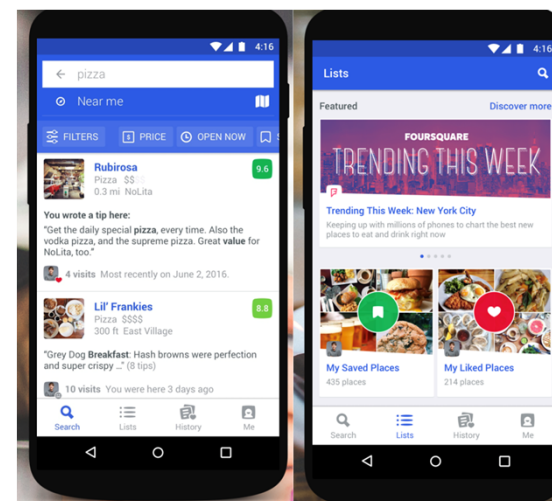 4:16
pizza
Near me
FILTERS
$ PRICE
OPEN NOW
Rubirosa
9.6
Pizza $$
0.3 mi NoLita
You wrote a tip here:
"Get the daily special pizza, every time. Also the
vodka pizza, and the supreme pizza. Great value for
NoLita, too."
4 visits Most recently on June 2, 2016.
Lil' Frankies
8.8
Pizza $$$$
300 ft East Village
"Grey Dog Breakfast: Hash browns were perfection
and super crispy ..." (8 tips)
10 visits You were here 3 days ago
Search
Lists
History
Me
4:16
Lists
Featured
Discover more
FOURSQUARE
TRENDING THIS WEEK
Trending This Week: New York City
Keeping up with millions of phones to chart the best new
places to eat and drink right now
My Saved Places
435 places
My Liked Places
214 places
Search
Lists
History
Me